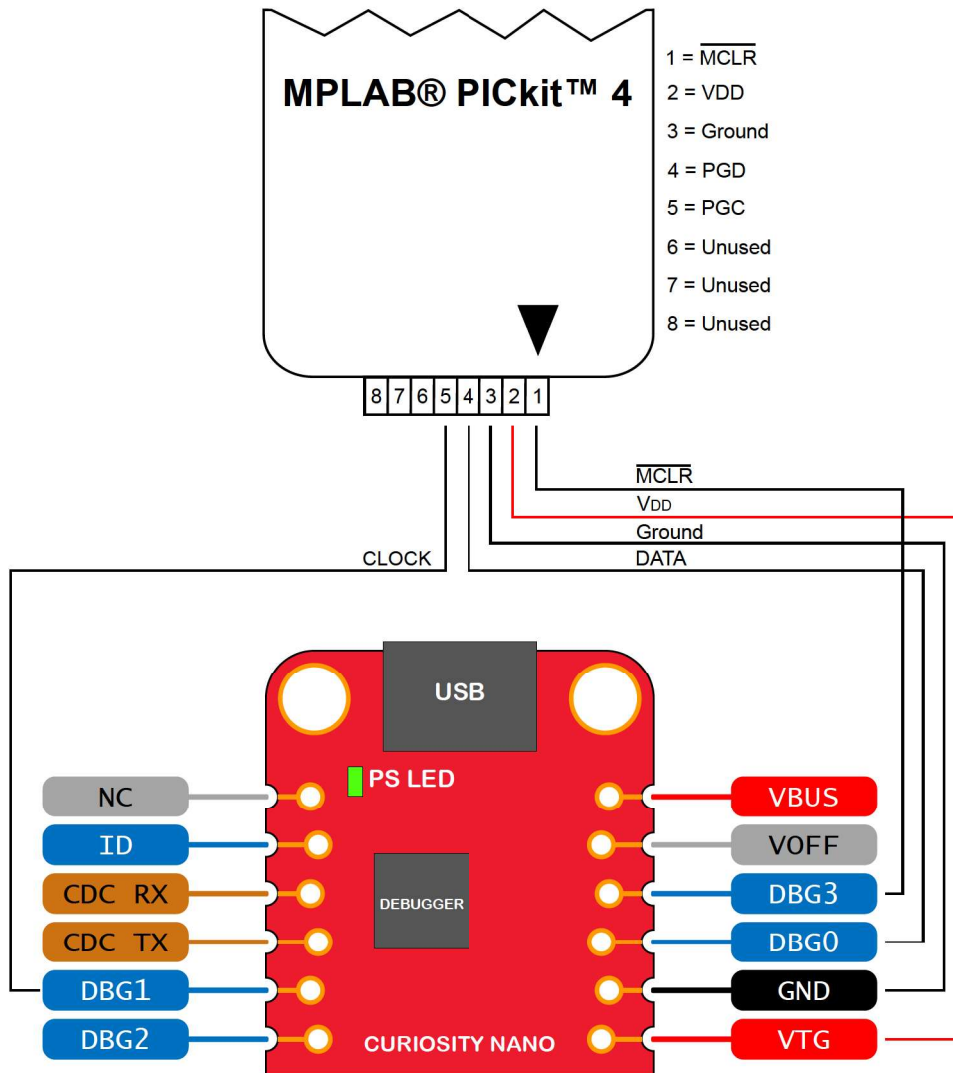 MPLAB® PICkit™ 4
1 = MCLR
2 = VDD
3 = Ground
4 = PGD
5 = PGC
6 = Unused
7 = Unused
8 = Unused
8 7 6 5 4 3 2 1
MCLR
VDD
Ground
CLOCK
DATA
USB
PS LED
NC
VBUS
ID
VOFF
CDC RX
DEBUGGER
DBG3
CDC TX
DBG0
DBG1
GND
DBG2
CURIOSITY NANO
VTG